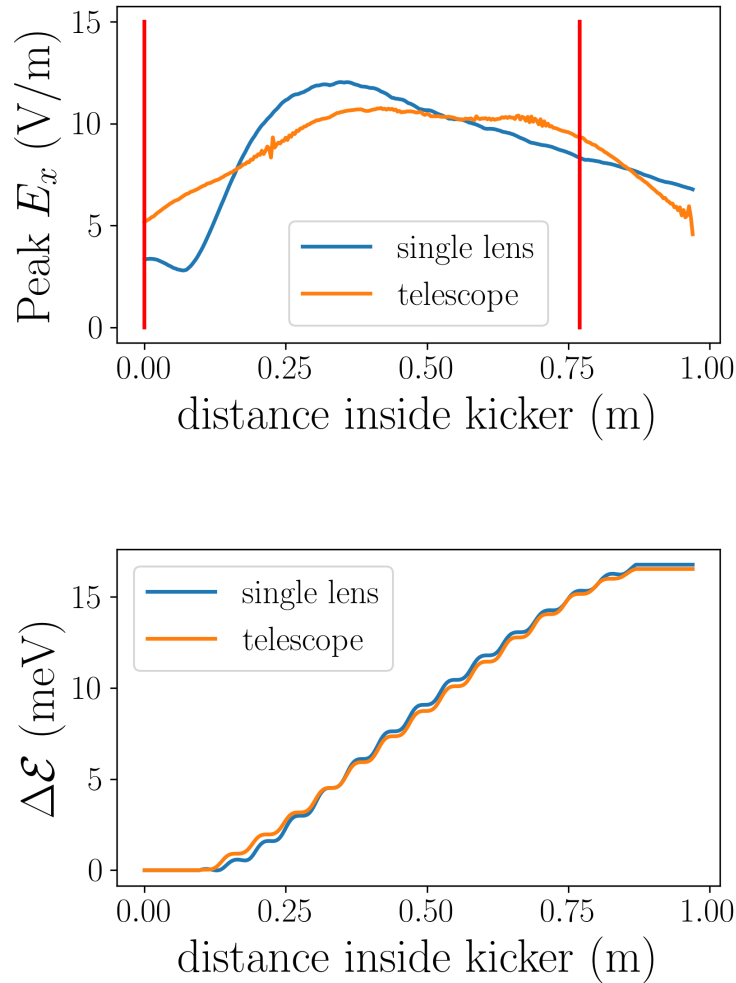 15
10
5
0
Peak Eₓ (V/m)
single lens
telescope
0.00 0.25 0.50 0.75 1.00
distance inside kicker (m)
single lens
telescope
15
10
5
0
Δℰ (meV)
0.00 0.25 0.50 0.75 1.00
distance inside kicker (m)